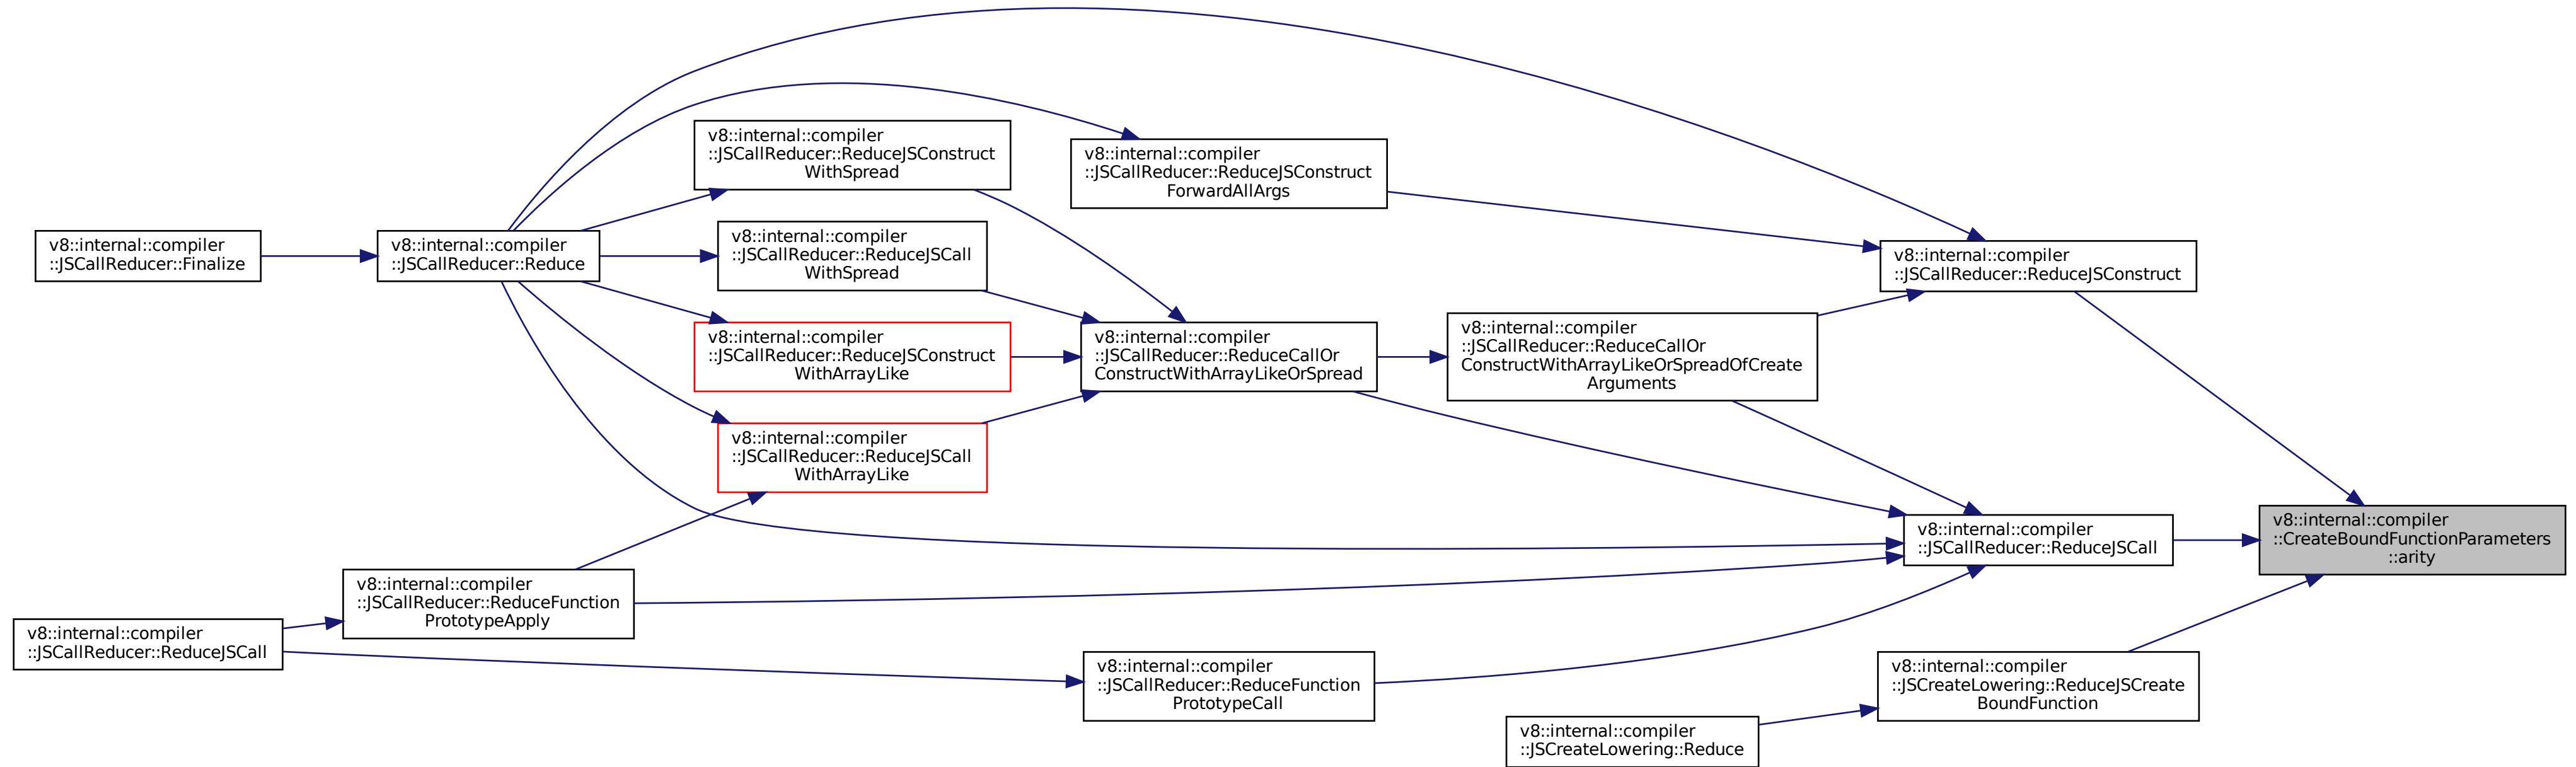 v8::internal::compiler
::JSCallReducer::Finalize
v8::internal::compiler
::JSCallReducer::Reduce
v8::internal::compiler
::JSCallReducer::ReduceJSConstruct
WithSpread
v8::internal::compiler
::JSCallReducer::ReduceJSCall
WithSpread
v8::internal::compiler
::JSCallReducer::ReduceJSConstruct
WithArrayLike
v8::internal::compiler
::JSCallReducer::ReduceJSCall
WithArrayLike
v8::internal::compiler
::JSCallReducer::ReduceFunction
PrototypeApply
v8::internal::compiler
::JSCallReducer::ReduceJSCall
v8::internal::compiler
::JSCallReducer::ReduceJSConstruct
ForwardAllArgs
v8::internal::compiler
::JSCallReducer::ReduceCallOr
ConstructWithArrayLikeOrSpread
v8::internal::compiler
::JSCallReducer::ReduceFunction
PrototypeCall
v8::internal::compiler
::JSCallReducer::ReduceCallOr
ConstructWithArrayLikeOrSpreadOfCreate
Arguments
v8::internal::compiler
::JSCreateLowering::Reduce
v8::internal::compiler
::JSCallReducer::ReduceJSConstruct
v8::internal::compiler
::JSCallReducer::ReduceJSCall
v8::internal::compiler
::JSCreateLowering::ReduceJSCreate
BoundFunction
v8::internal::compiler
::CreateBoundFunctionParameters
::arity